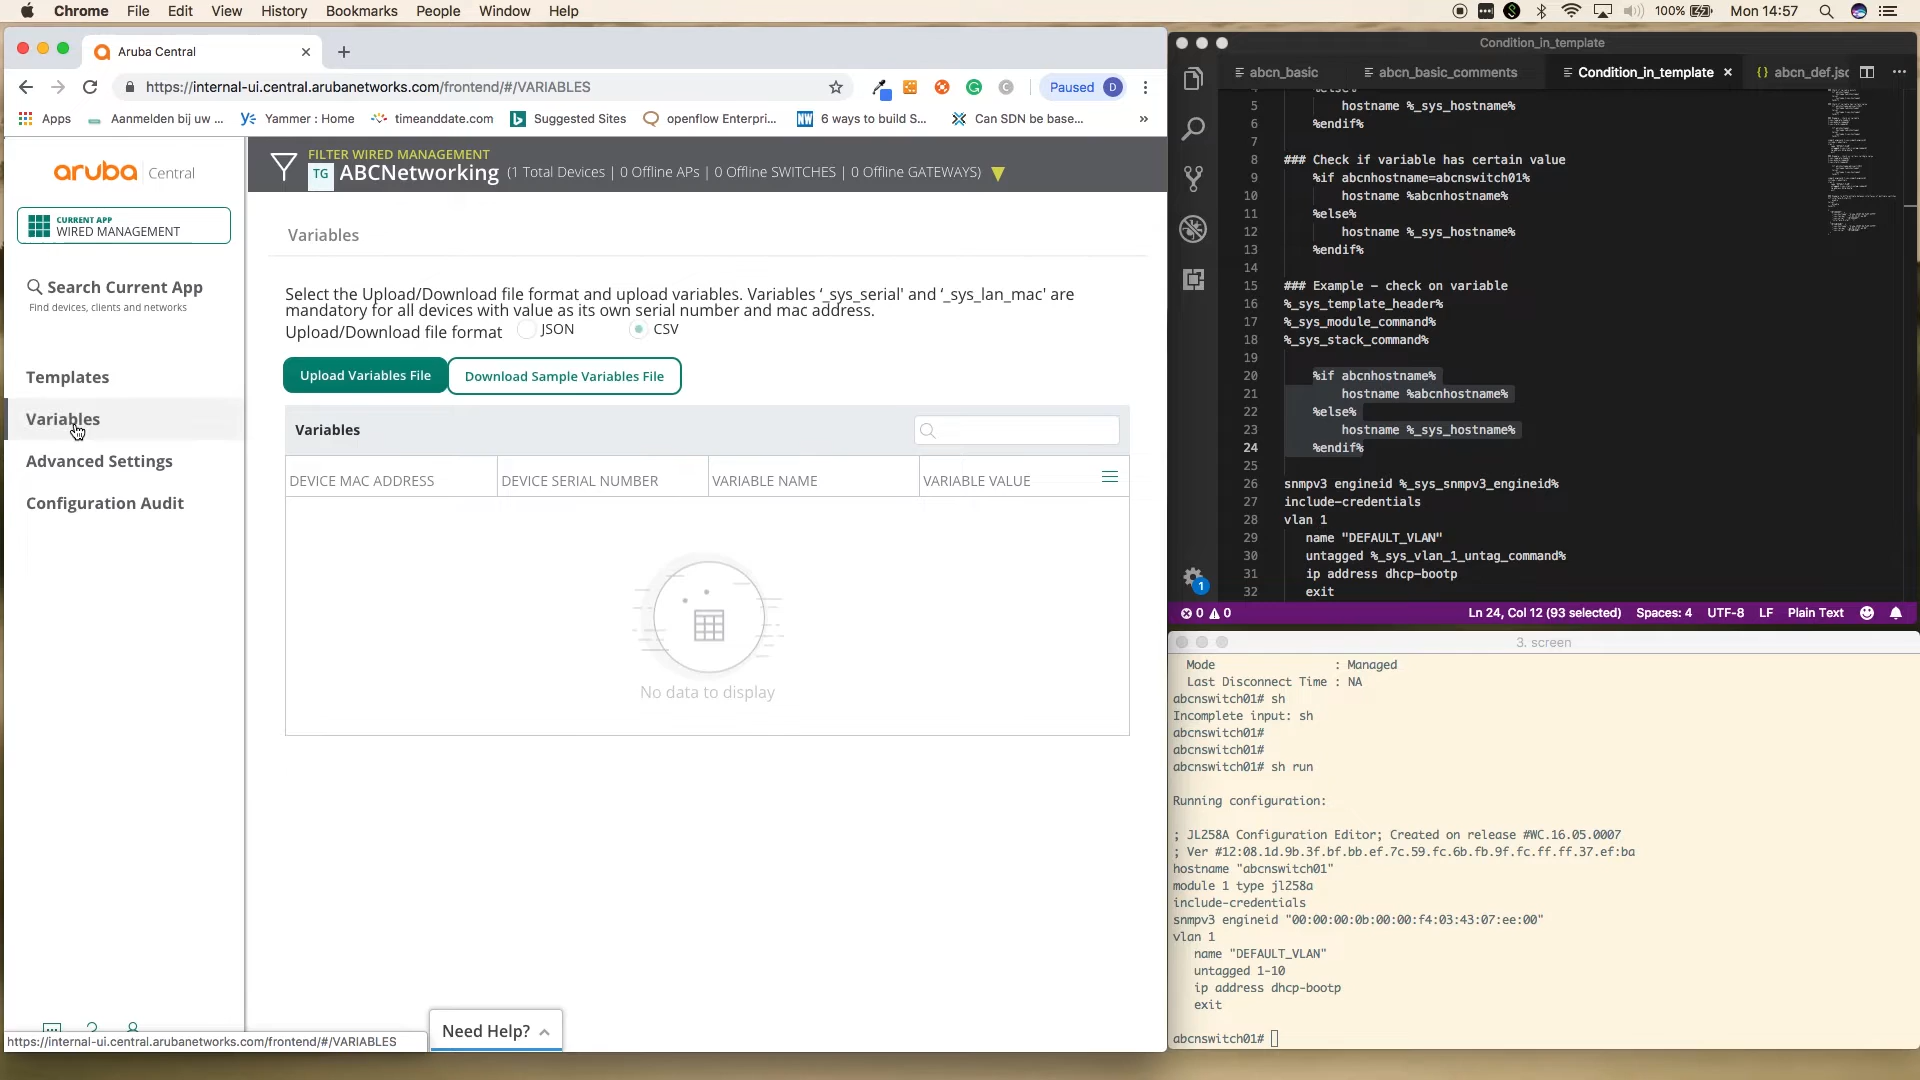 Chrome File Edit View History Bookmarks People Window Help
100% Mon 14:57
Aruba Central
https://internal-ui.central.arubanetworks.com/frontend/#/VARIABLES
Paused D
Apps Aanmelden bij uw ... Yammer : Home timeanddate.com Suggested Sites openflow Enterpri... NW 6 ways to build S... Can SDN be base... »
aruba Central
CURRENT APP
WIRED MANAGEMENT
Search Current App
Find devices, clients and networks
Templates
Variables
Advanced Settings
Configuration Audit
https://internal-ui.central.arubanetworks.com/frontend/#/VARIABLES
FILTER WIRED MANAGEMENT
TG ABCNetworking (1 Total Devices | 0 Offline APs | 0 Offline SWITCHES | 0 Offline GATEWAYS)
Variables
Select the Upload/Download file format and upload variables. Variables ‘_sys_serial' and ‘_sys_lan_mac' are
mandatory for all devices with value as its own serial number and mac address.
Upload/Download file format JSON CSV
Upload Variables File Download Sample Variables File
Variables
DEVICE MAC ADDRESS DEVICE SERIAL NUMBER VARIABLE NAME VARIABLE VALUE
No data to display
Need Help?
Condition_in_template
abcn_basic abcn_basic_comments Condition_in_template × {} abcn_def.jsc ...
%else%
5 hostname %_sys_hostname%
6 %endif%
7
8 ### Check if variable has certain value
9 %if abcnhostname=abcnswitch01%
10 hostname %abcnhostname%
11 %else%
12 hostname %_sys_hostname%
13 %endif%
14
15 ### Example - check on variable
16 %_sys_template_header%
17 %_sys_module_command%
18 %_sys_stack_command%
19
20 %if abcnhostname%
21 hostname %abcnhostname%
22 %else%
23 hostname %_sys_hostname%
24 %endif%
25
26 snmpv3 engineid %_sys_snmpv3_engineid%
27 include-credentials
28 vlan 1
29 name "DEFAULT_VLAN"
30 untagged %_sys_vlan_1_untag_command%
31 ip address dhcp-bootp
32 exit
1
0 0 Ln 24, Col 12 (93 selected) Spaces: 4 UTF-8 LF Plain Text
3. screen
Mode : Managed
Last Disconnect Time : NA
abcnswitch01# sh
Incomplete input: sh
abcnswitch01#
abcnswitch01#
abcnswitch01# sh run
Running configuration:
; JL258A Configuration Editor; Created on release #WC.16.05.0007
; Ver #12:08.1d.9b.3f.bf.bb.ef.7c.59.fc.6b.fb.9f.fc.ff.ff.37.ef:ba
hostname "abcnswitch01"
module 1 type jl258a
include-credentials
snmpv3 engineid "00:00:00:0b:00:00:f4:03:43:07:ee:00"
vlan 1
name "DEFAULT_VLAN"
untagged 1-10
ip address dhcp-bootp
exit
abcnswitch01#